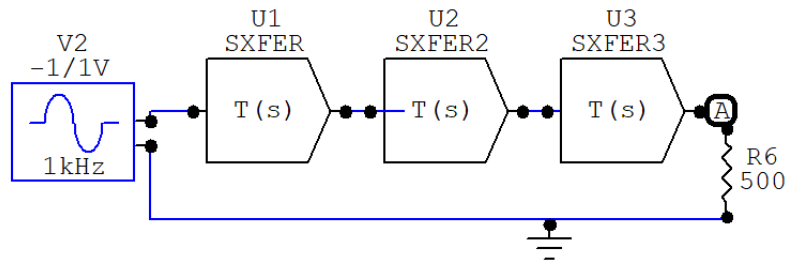 V2
-1/1V
1kHz
U1
SXFER
T(s)
U2
SXFER2
T(s)
U3
SXFER3
T(s)
A
R6
500